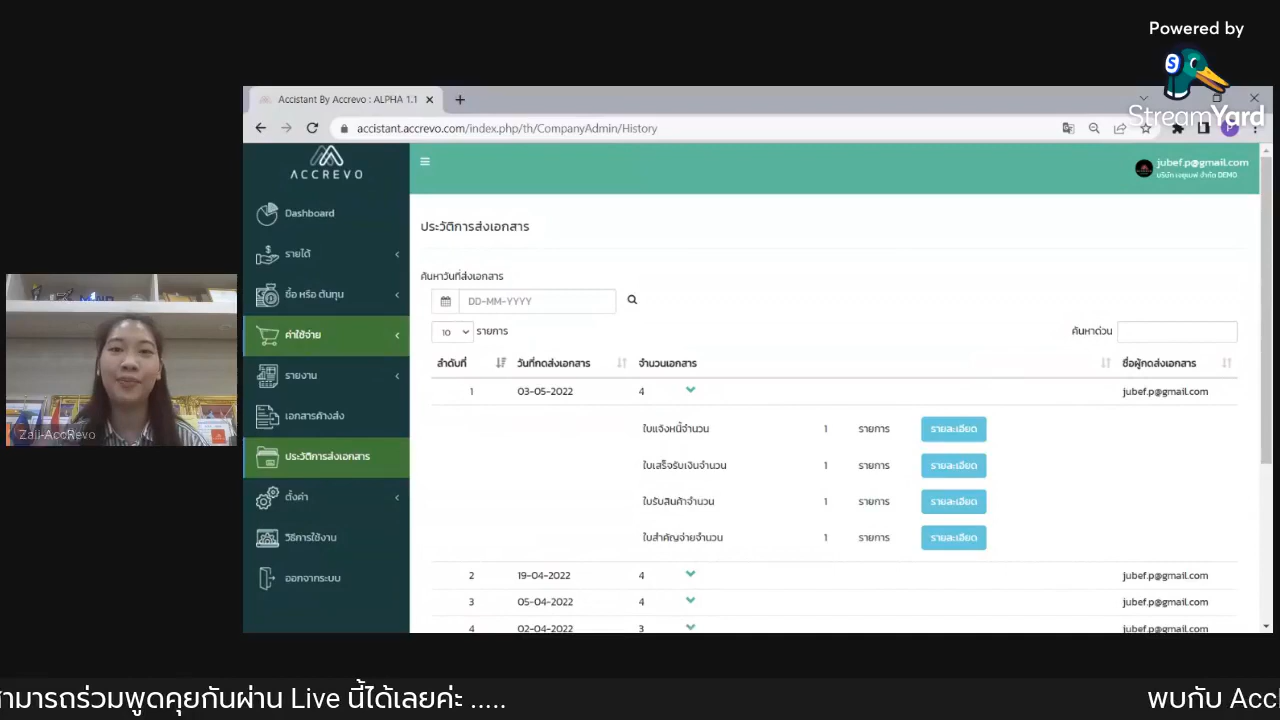 Powered by
StreamYard
Accistant By Accrevo : ALPHA 1.1
accistant.accrevo.com/index.php/th/CompanyAdmin/History
ACCREVO
jubef.p@gmail.com
Dashboard
รายได้
ซื้อ หรือ ต้นทุน
ค่าใช้จ่าย
รายงาน
เอกสารค้างส่ง
ประวัติการส่งเอกสาร
ตั้งค่า
วิธีการใช้งาน
ออกจากระบบ
ประวัติการส่งเอกสาร
ค้นหาวันที่ส่งเอกสาร
DD-MM-YYYY
10 รายการ
ค้นหาด่วน
ลำดับที่ วันที่กดส่งเอกสาร จำนวนเอกสาร ชื่อผู้กดส่งเอกสาร
1 03-05-2022 4 jubef.p@gmail.com
ใบแจ้งหนี้จำนวน 1 รายการ รายละเอียด
ใบเสร็จรับเงินจำนวน 1 รายการ รายละเอียด
ใบรับสินค้าจำนวน 1 รายการ รายละเอียด
ใบสำคัญจ่ายจำนวน 1 รายการ รายละเอียด
2 19-04-2022 4 jubef.p@gmail.com
3 05-04-2022 4 jubef.p@gmail.com
4 02-04-2022 3 jubef.p@gmail.com
Zali-AccRevo
สามารถร่วมพูดคุยกันผ่าน Live นี้ได้เลยค่ะ .....
พบกับ Acc